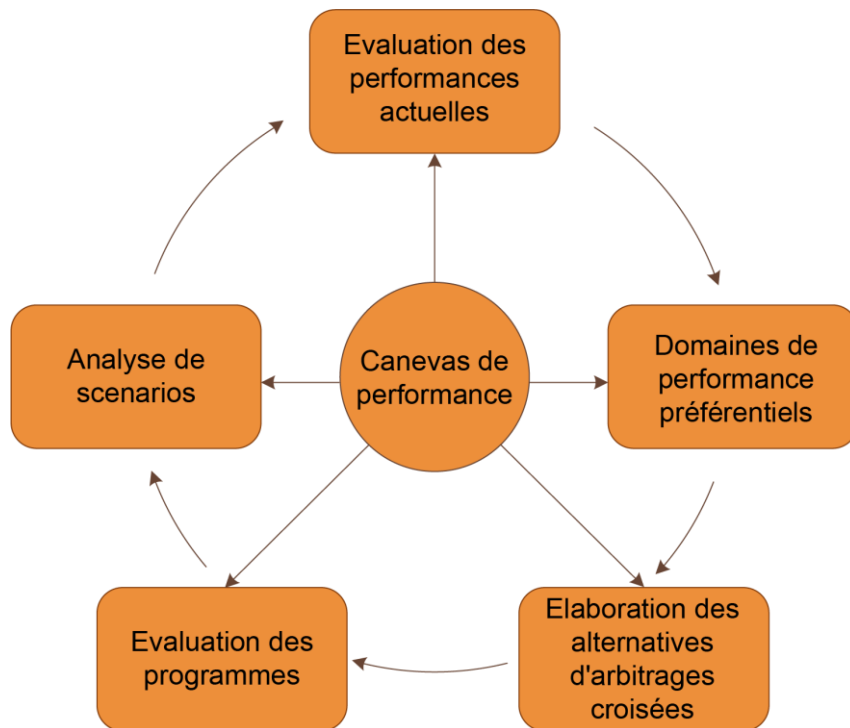 Evaluation des
performances
actuelles
Analyse de
scenarios
Canevas de
performance
Domaines de
performance
préférentiels
Evaluation des
programmes
Elaboration des
alternatives
d'arbitrages
croisées